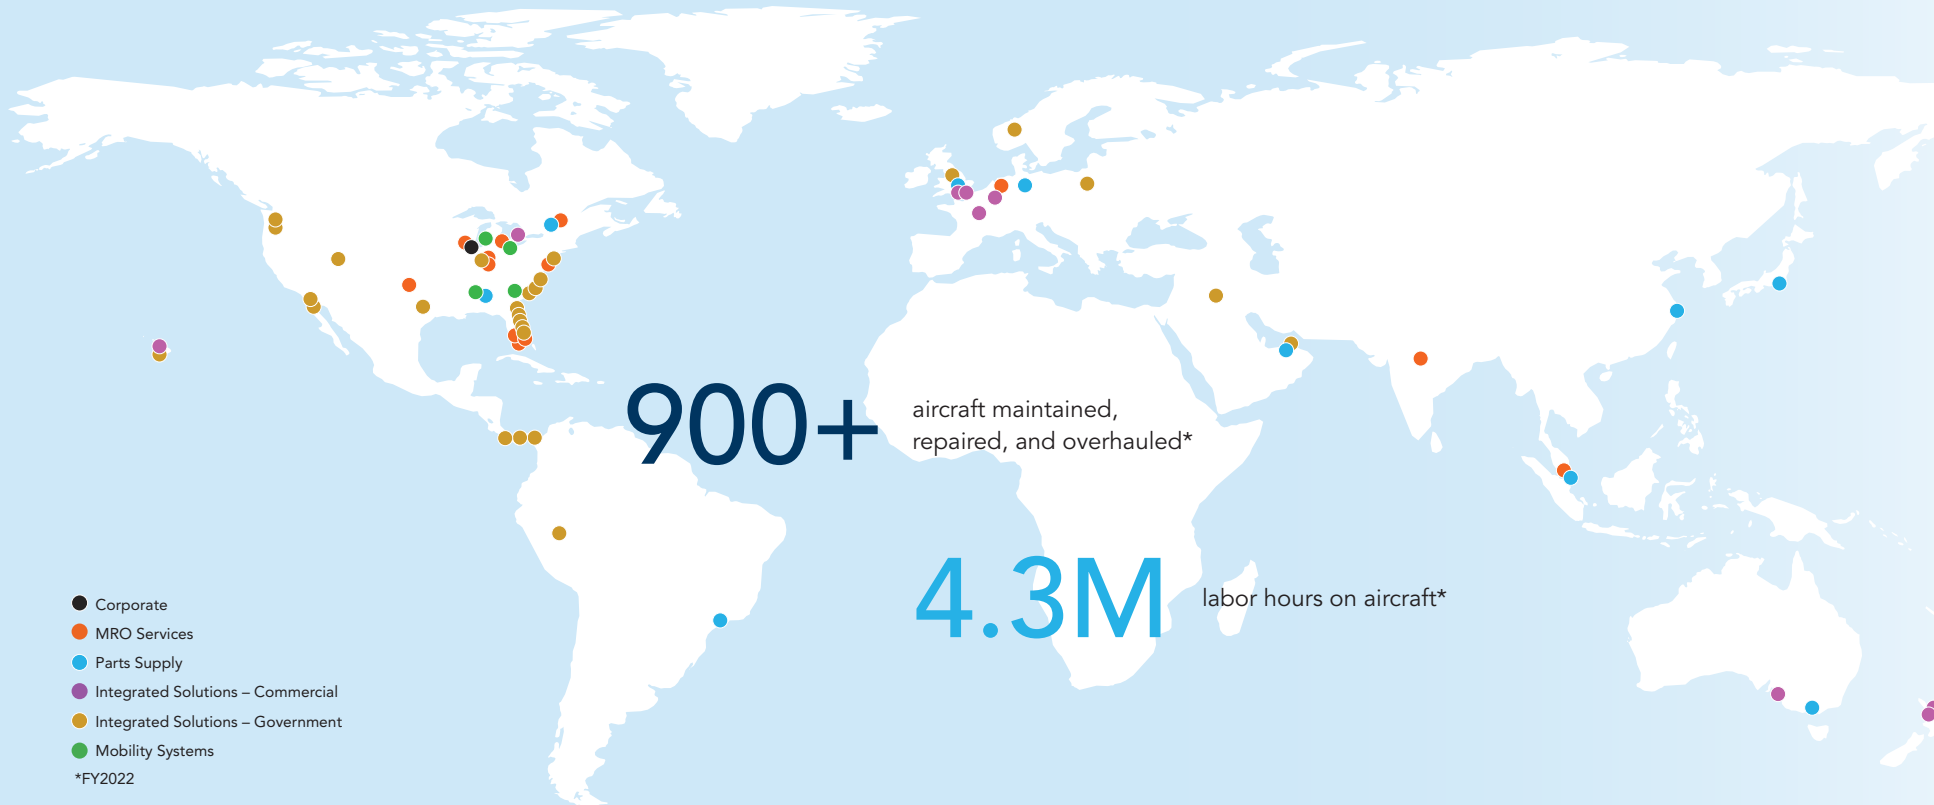 900+
aircraft maintained,
repaired, and overhauled*
4.3M
labor hours on aircraft*
Corporate
MRO Services
Parts Supply
Integrated Solutions – Commercial
Integrated Solutions – Government
Mobility Systems
*FY2022